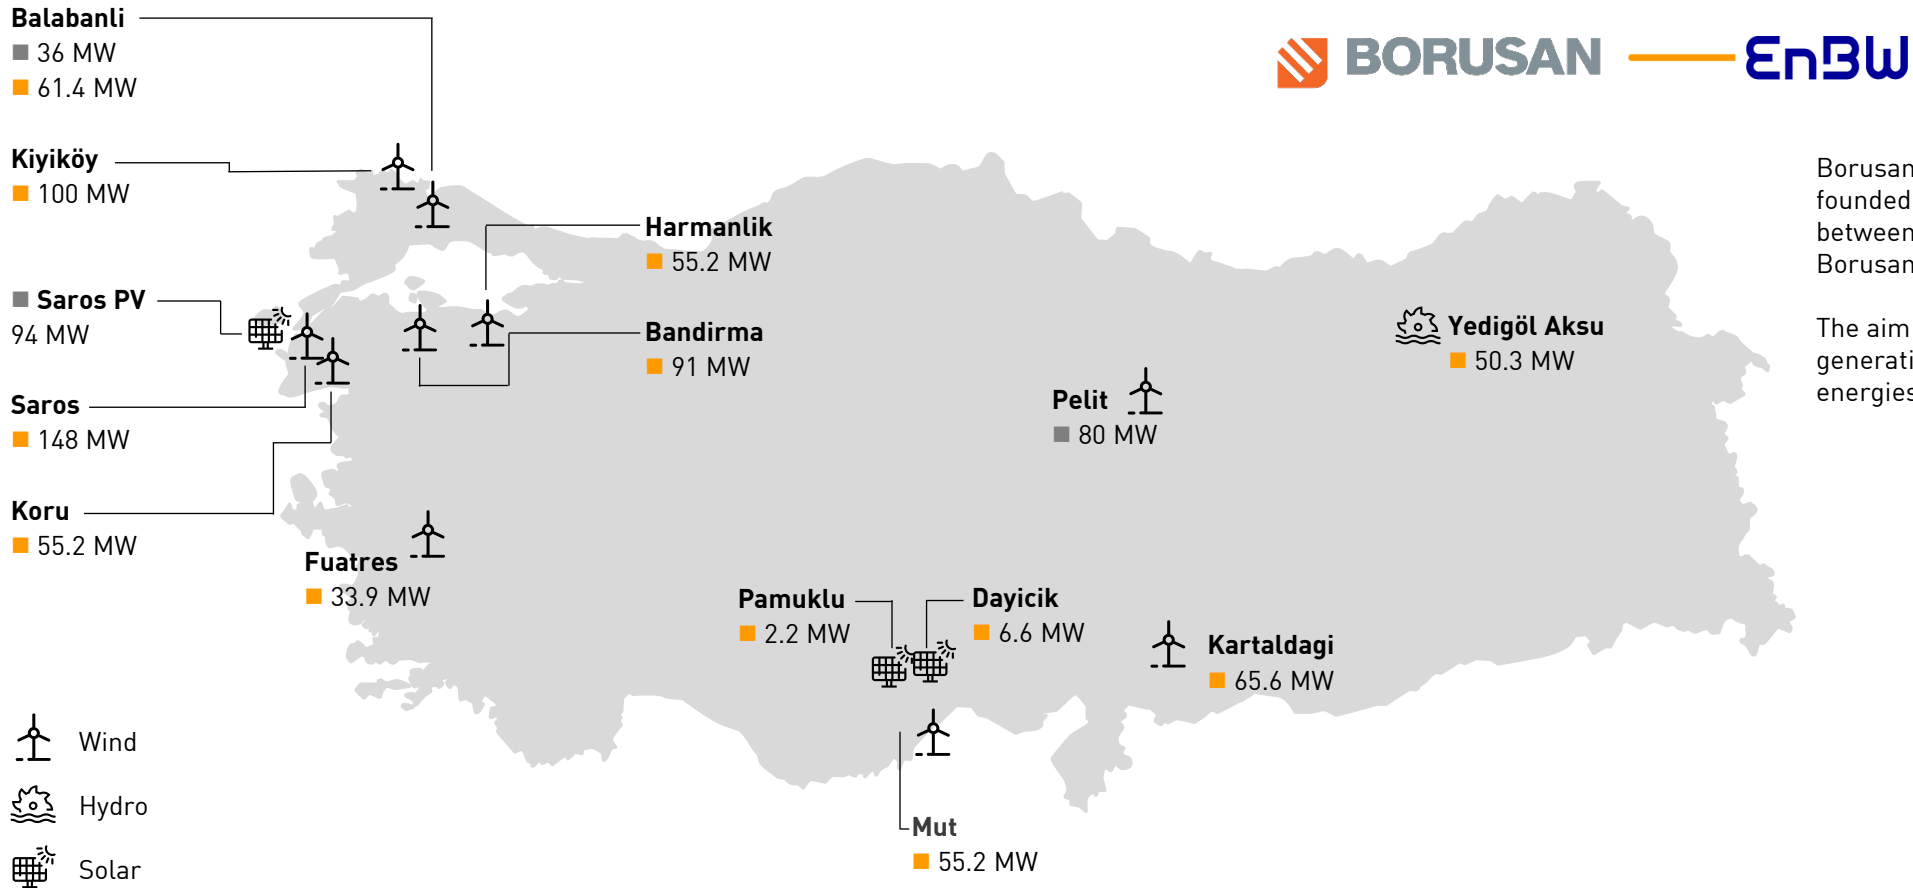 Balabanli
36 MW
61.4 MW
BORUSAN
EnBW
Kiyiköy
100 MW
Borusan
founded
between
Borusan
Harmanlik
55.2 MW
Saros PV
94 MW
Bandirma
91 MW
Yedigöl Aksu
50.3 MW
The aim
generati
energies
Saros
148 MW
Pelit
80 MW
Koru
55.2 MW
Fuatres
33.9 MW
Pamuklu
2.2 MW
Dayicik
6.6 MW
Kartaldagi
65.6 MW
Wind
Hydro
Solar
Mut
55.2 MW